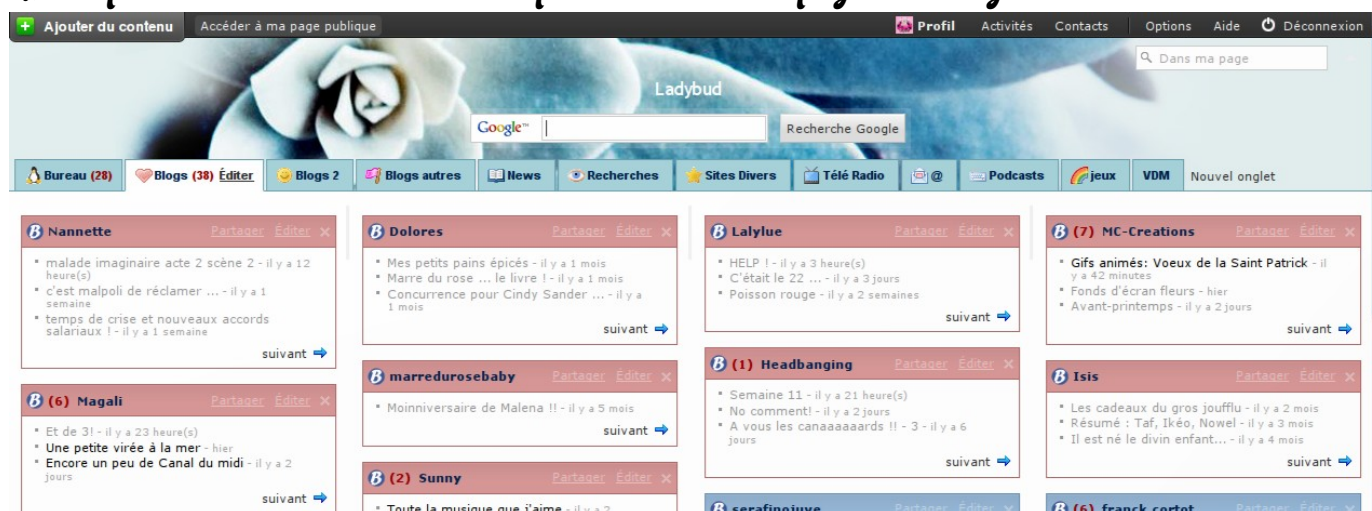 Ajouter du contenu Accéder à ma page publique Profil Activités Contacts Options Aide Déconnexion
Dans ma page
Ladybud
Google™ Recherche Google
Bureau (28) Blogs (38) Éditer Blogs 2 Blogs autres News Recherches Sites Divers Télé Radio @ Podcasts jeux VDM Nouvel onglet
Nannette Partager Éditer
malade imaginaire acte 2 scène 2 - il y a 12
heure(s)
c'est malpoli de réclamer ... - il y a 1
semaine
temps de crise et nouveaux accords
salariaux ! - il y a 1 semaine
suivant
(6) Magali Partager Éditer
Et de 3! - il y a 23 heure(s)
Une petite virée à la mer - hier
Encore un peu de Canal du midi - il y a 2
jours
suivant
Dolores Partager Éditer
Mes petits pains épicés - il y a 1 mois
Marre du rose ... le livre ! - il y a 1 mois
Concurrence pour Cindy Sander ... - il y a
1 mois
suivant
marredurosebaby Partager Éditer
Moinniversaire de Malena !! - il y a 5 mois
suivant
(2) Sunny Partager Éditer
Toute la musique que j'aime - il y a 2
Lalylue Partager Éditer
HELP ! - il y a 3 heure(s)
C'était le 22 ... - il y a 3 jours
Poisson rouge - il y a 2 semaines
suivant
(1) Headbanging Partager Éditer
Semaine 11 - il y a 21 heure(s)
No comment! - il y a 2 jours
A vous les canaaaaaards !! - 3 - il y a 6
jours
suivant
serafinojuve Partager Éditer
(7) MC-Creations Partager Éditer
Gifs animés: Voeux de la Saint Patrick - il
y a 42 minutes
Fonds d'écran fleurs - hier
Avant-printemps - il y a 2 jours
suivant
Isis Partager Éditer
Les cadeaux du gros joufflu - il y a 2 mois
Résumé : Taf, Ikéo, Nowel - il y a 3 mois
Il est né le divin enfant... - il y a 4 mois
suivant
(6) franck cortot Partager Éditer